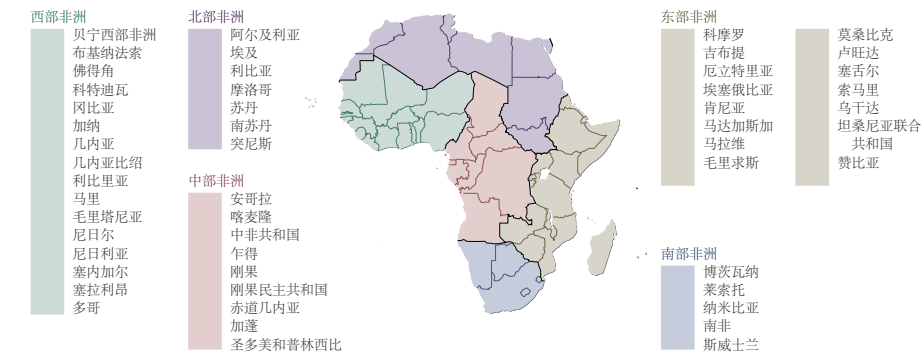 西部非洲
贝宁西部非洲
布基纳法索
佛得角
科特迪瓦
冈比亚
加纳
几内亚
几内亚比绍
利比里亚
马里
毛里塔尼亚
尼日尔
尼日利亚
塞内加尔
塞拉利昂
多哥
北部非洲
阿尔及利亚
埃及
利比亚
摩洛哥
苏丹
南苏丹
突尼斯
中部非洲
安哥拉
喀麦隆
中非共和国
乍得
刚果
刚果民主共和国
赤道几内亚
加蓬
圣多美和普林西比
东部非洲
科摩罗
吉布提
厄立特里亚
埃塞俄比亚
肯尼亚
马达加斯加
马拉维
毛里求斯
莫桑比克
卢旺达
塞舌尔
索马里
乌干达
坦桑尼亚联合
共和国
赞比亚
南部非洲
博茨瓦纳
莱索托
纳米比亚
南非
斯威士兰